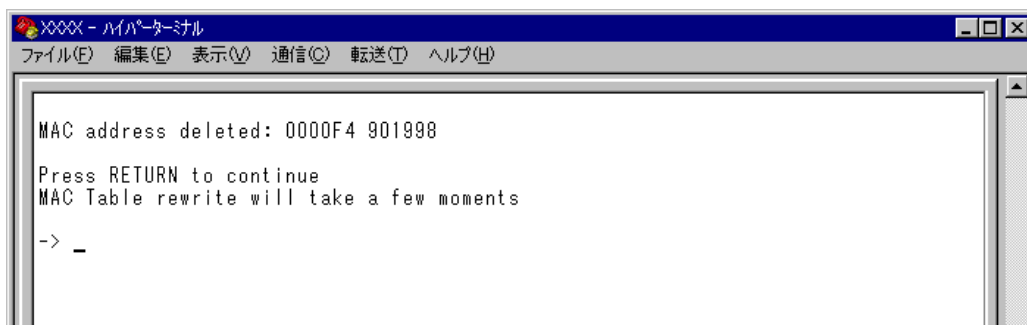 XXXX - ハイパーターミナル
ファイル(F) 編集(E) 表示(V) 通信(C) 転送(T) ヘルプ(H)
MAC address deleted: 0000F4 901998
Press RETURN to continue
MAC Table rewrite will take a few moments
-> _